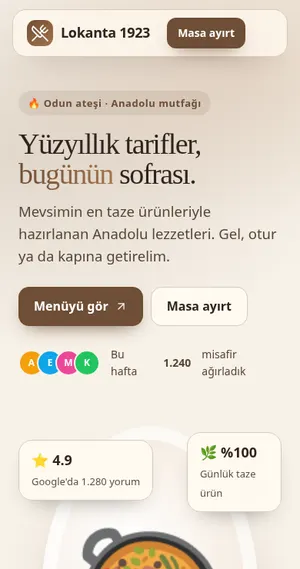 Lokanta 1923
Masa ayırt
🔥 Odun ateşi · Anadolu mutfağı
Yüzyıllık tarifler,
bugünün sofrası.
Mevsimin en taze ürünleriyle
hazırlanan Anadolu lezzetleri. Gel, otur
ya da kapına getirelim.
Menüyü gör ↗
Masa ayırt
A E M K
Bu hafta 1.240 misafir ağırladık
⭐ 4.9
Google'da 1.280 yorum
🌿 %100
Günlük taze
ürün